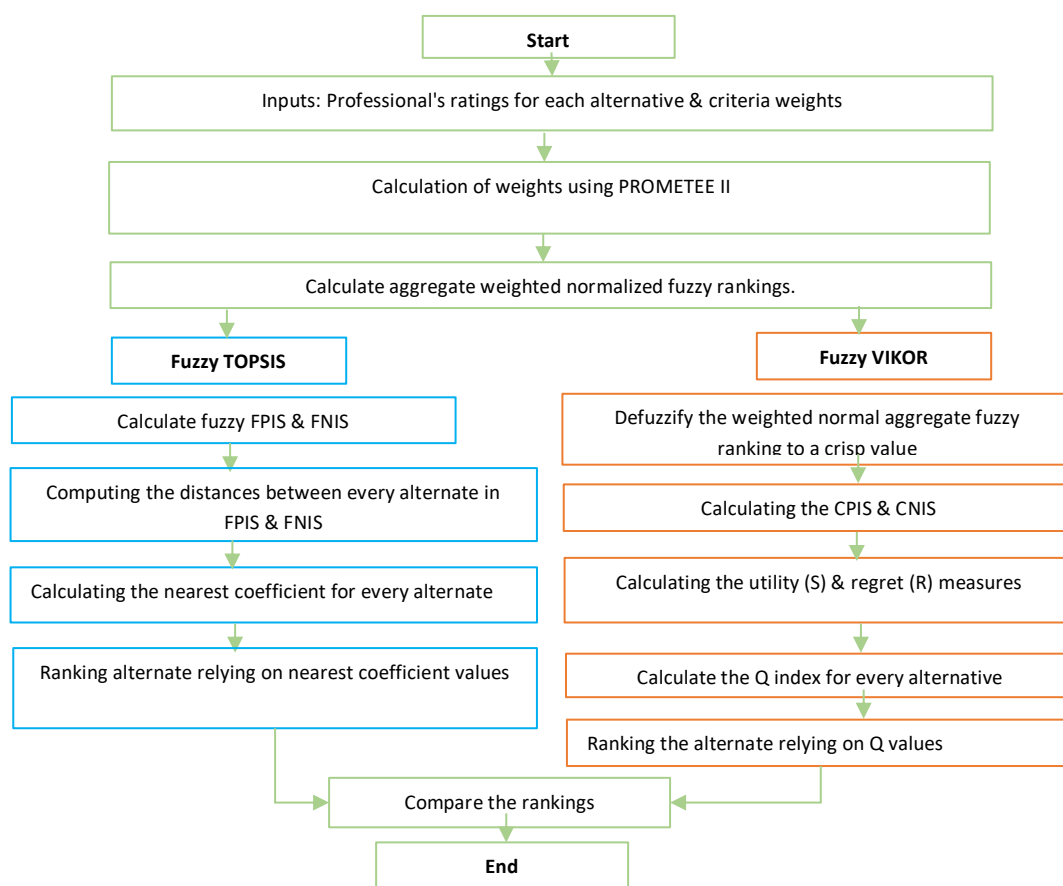 Start
Inputs: Professional's ratings for each alternative & criteria weights
Calculation of weights using PROMETEE II
Calculate aggregate weighted normalized fuzzy rankings.
Fuzzy TOPSIS
Calculate fuzzy FPIS & FNIS
Computing the distances between every alternate in
FPIS & FNIS
Calculating the nearest coefficient for every alternate
Ranking alternate relying on nearest coefficient values
Fuzzy VIKOR
Defuzzify the weighted normal aggregate fuzzy
ranking to a crisp value
Calculating the CPIS & CNIS
Calculating the utility (S) & regret (R) measures
Calculate the Q index for every alternative
Ranking the alternate relying on Q values
Compare the rankings
End